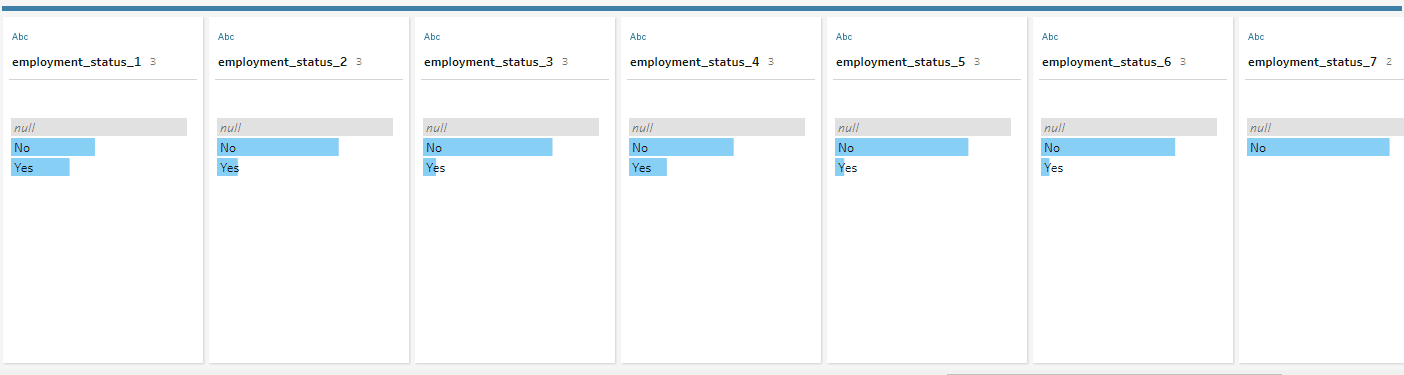 Abc
employment_status_1 3
null
No
Yes
Abc
employment_status_2 3
null
No
Yes
Abc
employment_status_3 3
null
No
Yes
Abc
employment_status_4 3
null
No
Yes
Abc
employment_status_5 3
null
No
Yes
Abc
employment_status_6 3
null
No
Yes
Abc
employment_status_7 2
null
No